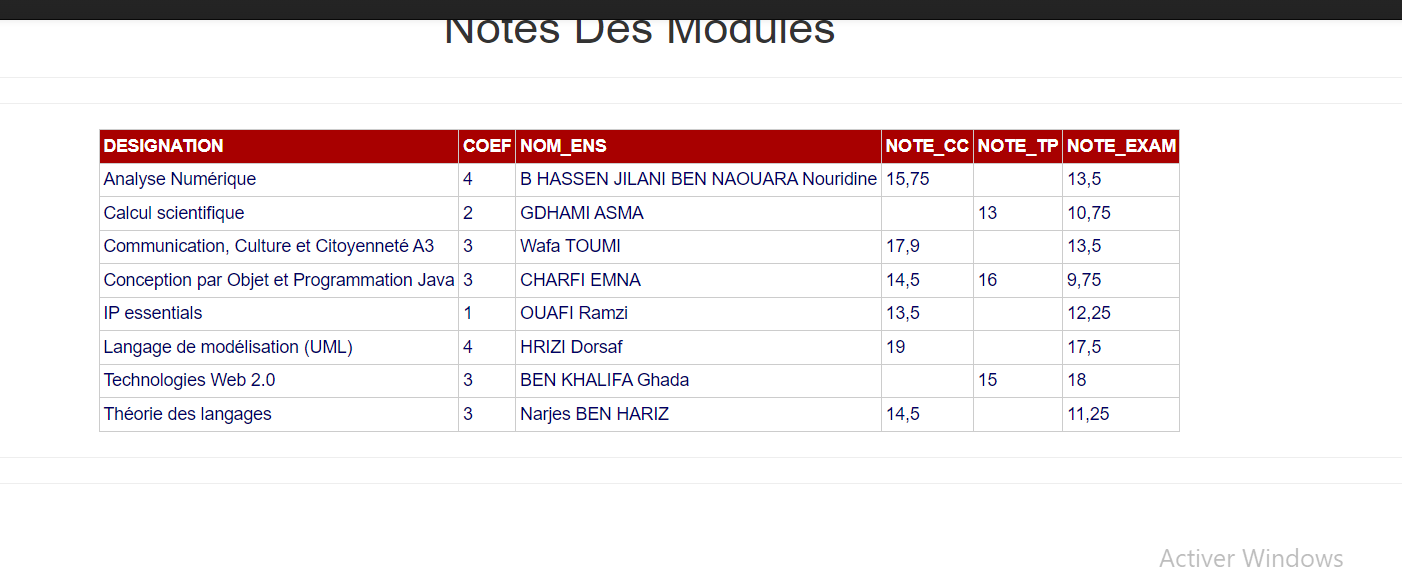 Notes Des Modules
DESIGNATION COEF NOM_ENS NOTE_CC NOTE_TP NOTE_EXAM
Analyse Numérique 4 B HASSEN JILANI BEN NAOUARA Nouridine 15,75 13,5
Calcul scientifique 2 GDHAMI ASMA 13 10,75
Communication, Culture et Citoyenneté A3 3 Wafa TOUMI 17,9 13,5
Conception par Objet et Programmation Java 3 CHARFI EMNA 14,5 16 9,75
IP essentials 1 OUAFI Ramzi 13,5 12,25
Langage de modélisation (UML) 4 HRIZI Dorsaf 19 17,5
Technologies Web 2.0 3 BEN KHALIFA Ghada 15 18
Théorie des langages 3 Narjes BEN HARIZ 14,5 11,25
Activer Windows